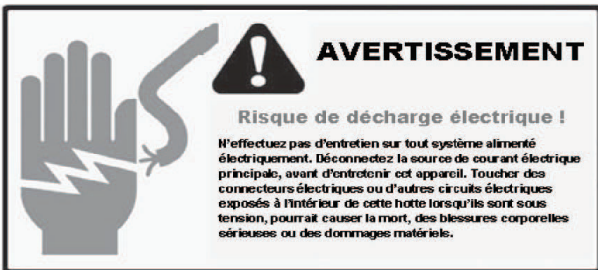 AVERTISSEMENT
Risque de décharge électrique !
N'effectuez pas d'entretien sur tout système alimenté
électriquement. Déconnectez la source de courant électrique
principale, avant d'entretenir cet appareil. Toucher des
connecteurs électriques ou d'autres circuits électriques
exposés à l'intérieur de cette hotte lorsqu'ils sont sous
tension, pourrait causer la mort, des blessures corporelles
sérieuses ou des dommages matériels.